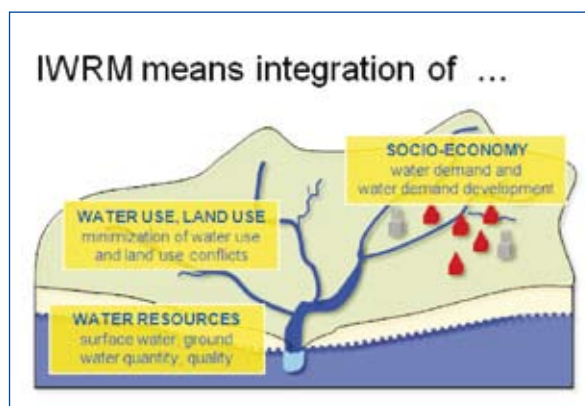 IWRM means integration of ...
SOCIO-ECONOMY
water demand and
water demand development
WATER USE, LAND USE
minimization of water use
and land use conflicts
WATER RESOURCES
surface water, ground
water quantity, quality